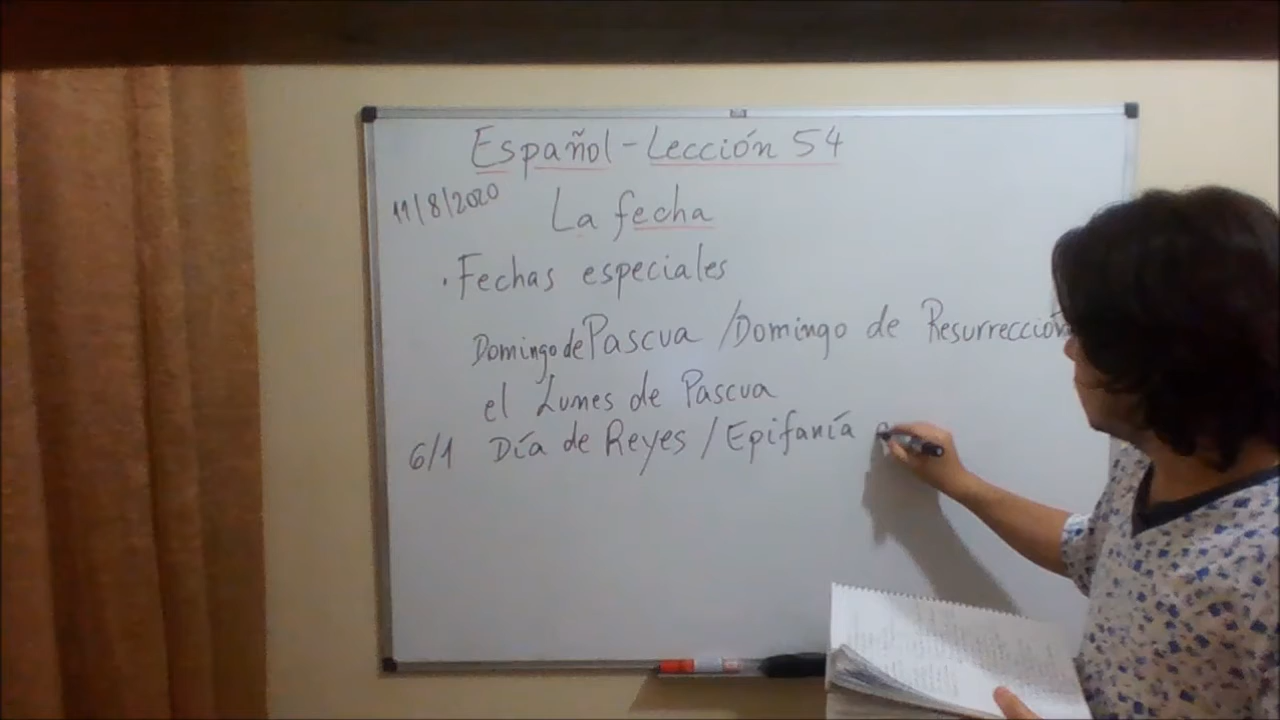 Español - Lección 54
11/8/2020
La fecha
· Fechas especiales
Domingo de Pascua / Domingo de Resurrección
el Lunes de Pascua
6/1 Día de Reyes / Epifanía